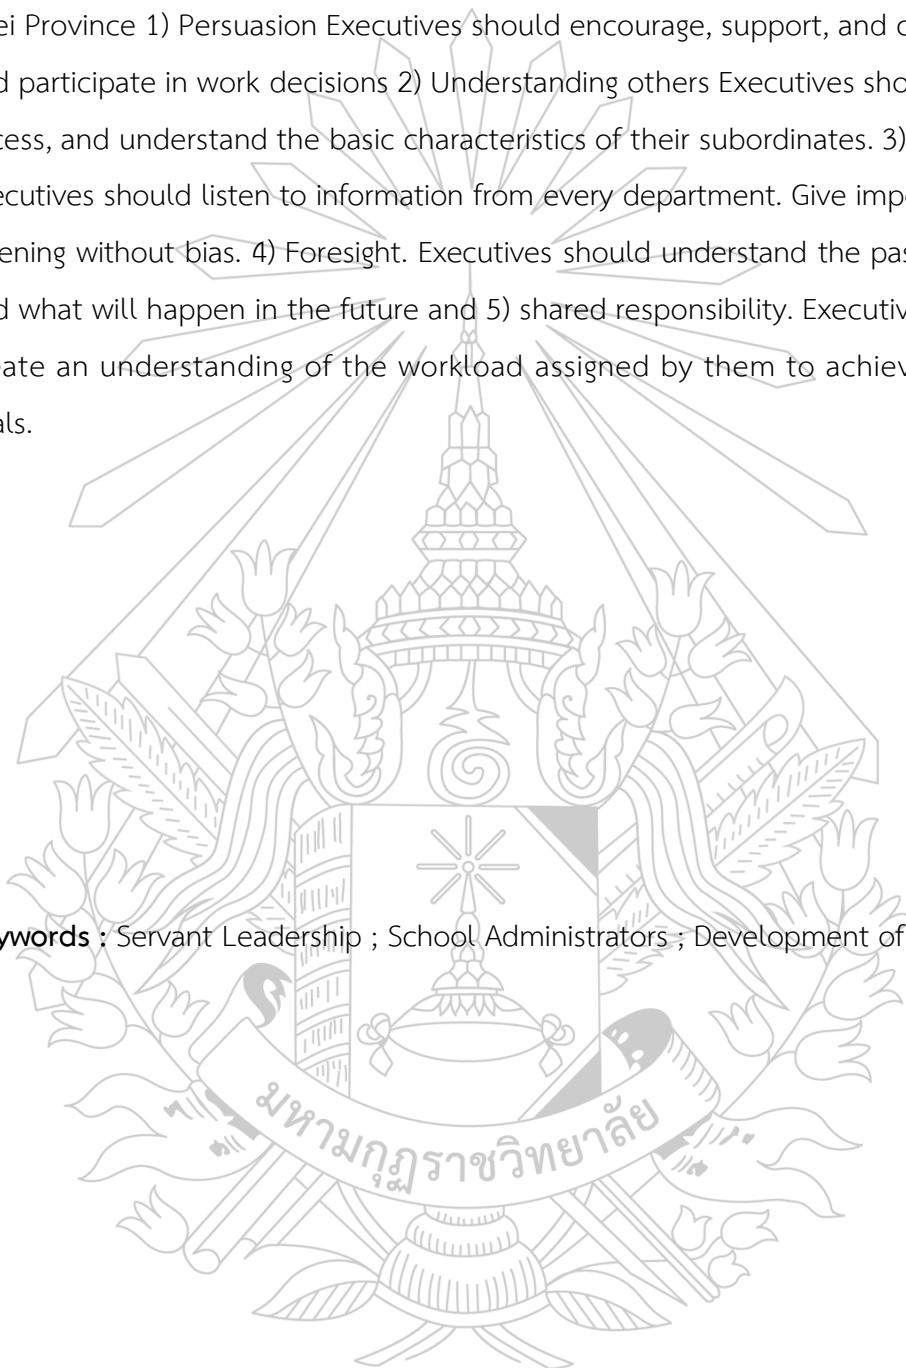 ei Province 1) Persuasion Executives should encourage, support, and c
d participate in work decisions 2) Understanding others Executives sho
cess, and understand the basic characteristics of their subordinates. 3)
ecutives should listen to information from every department. Give impo
ening without bias. 4) Foresight. Executives should understand the pas
d what will happen in the future and 5) shared responsibility. Executiv
eate an understanding of the workload assigned by them to achiev
als.
ywords : Servant Leadership ; School Administrators ; Development of
มหามกุฏราชวิทยาลัย